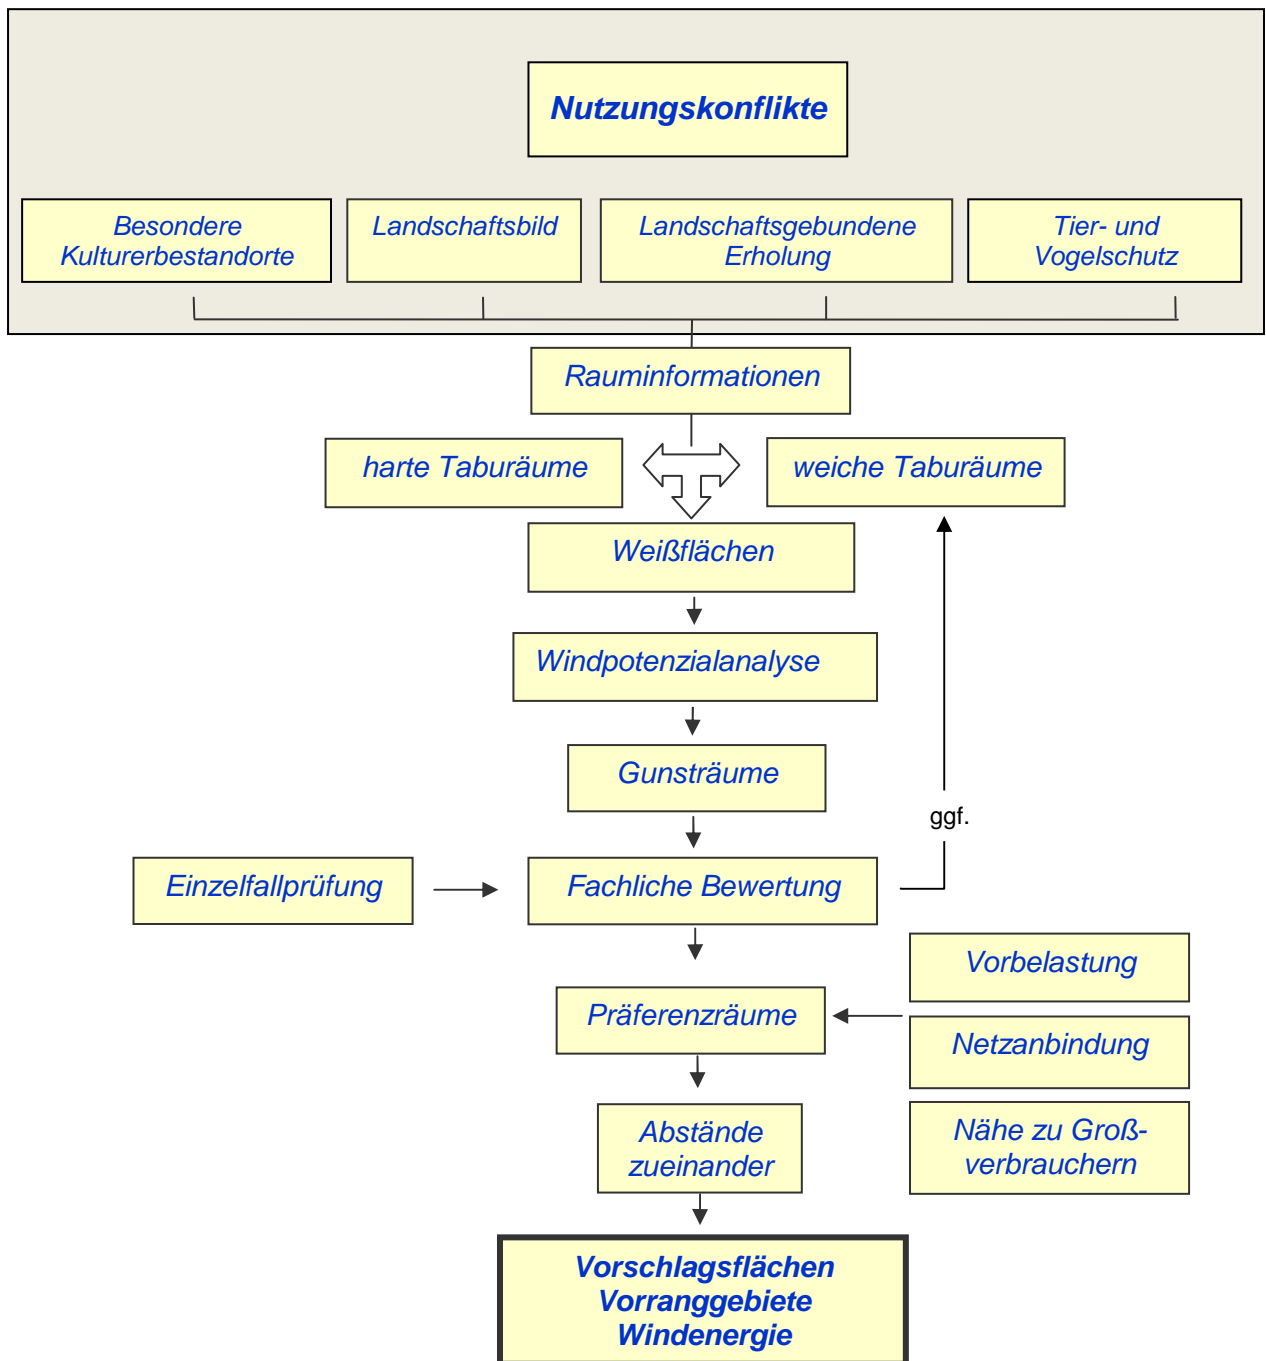 Nutzungskonflikte
Besondere
Kulturerbestandorte
Landschaftsbild
Landschaftsgebundene
Erholung
Tier- und
Vogelschutz
Rauminformationen
harte Taburäume
weiche Taburäume
Weißflächen
Windpotenzialanalyse
Gunsträume
ggf.
Einzelfallprüfung
Fachliche Bewertung
Vorbelastung
Präferenzräume
Netzanbindung
Abstände
zueinander
Nähe zu Groß-
verbrauchern
Vorschlagsflächen
Vorranggebiete
Windenergie